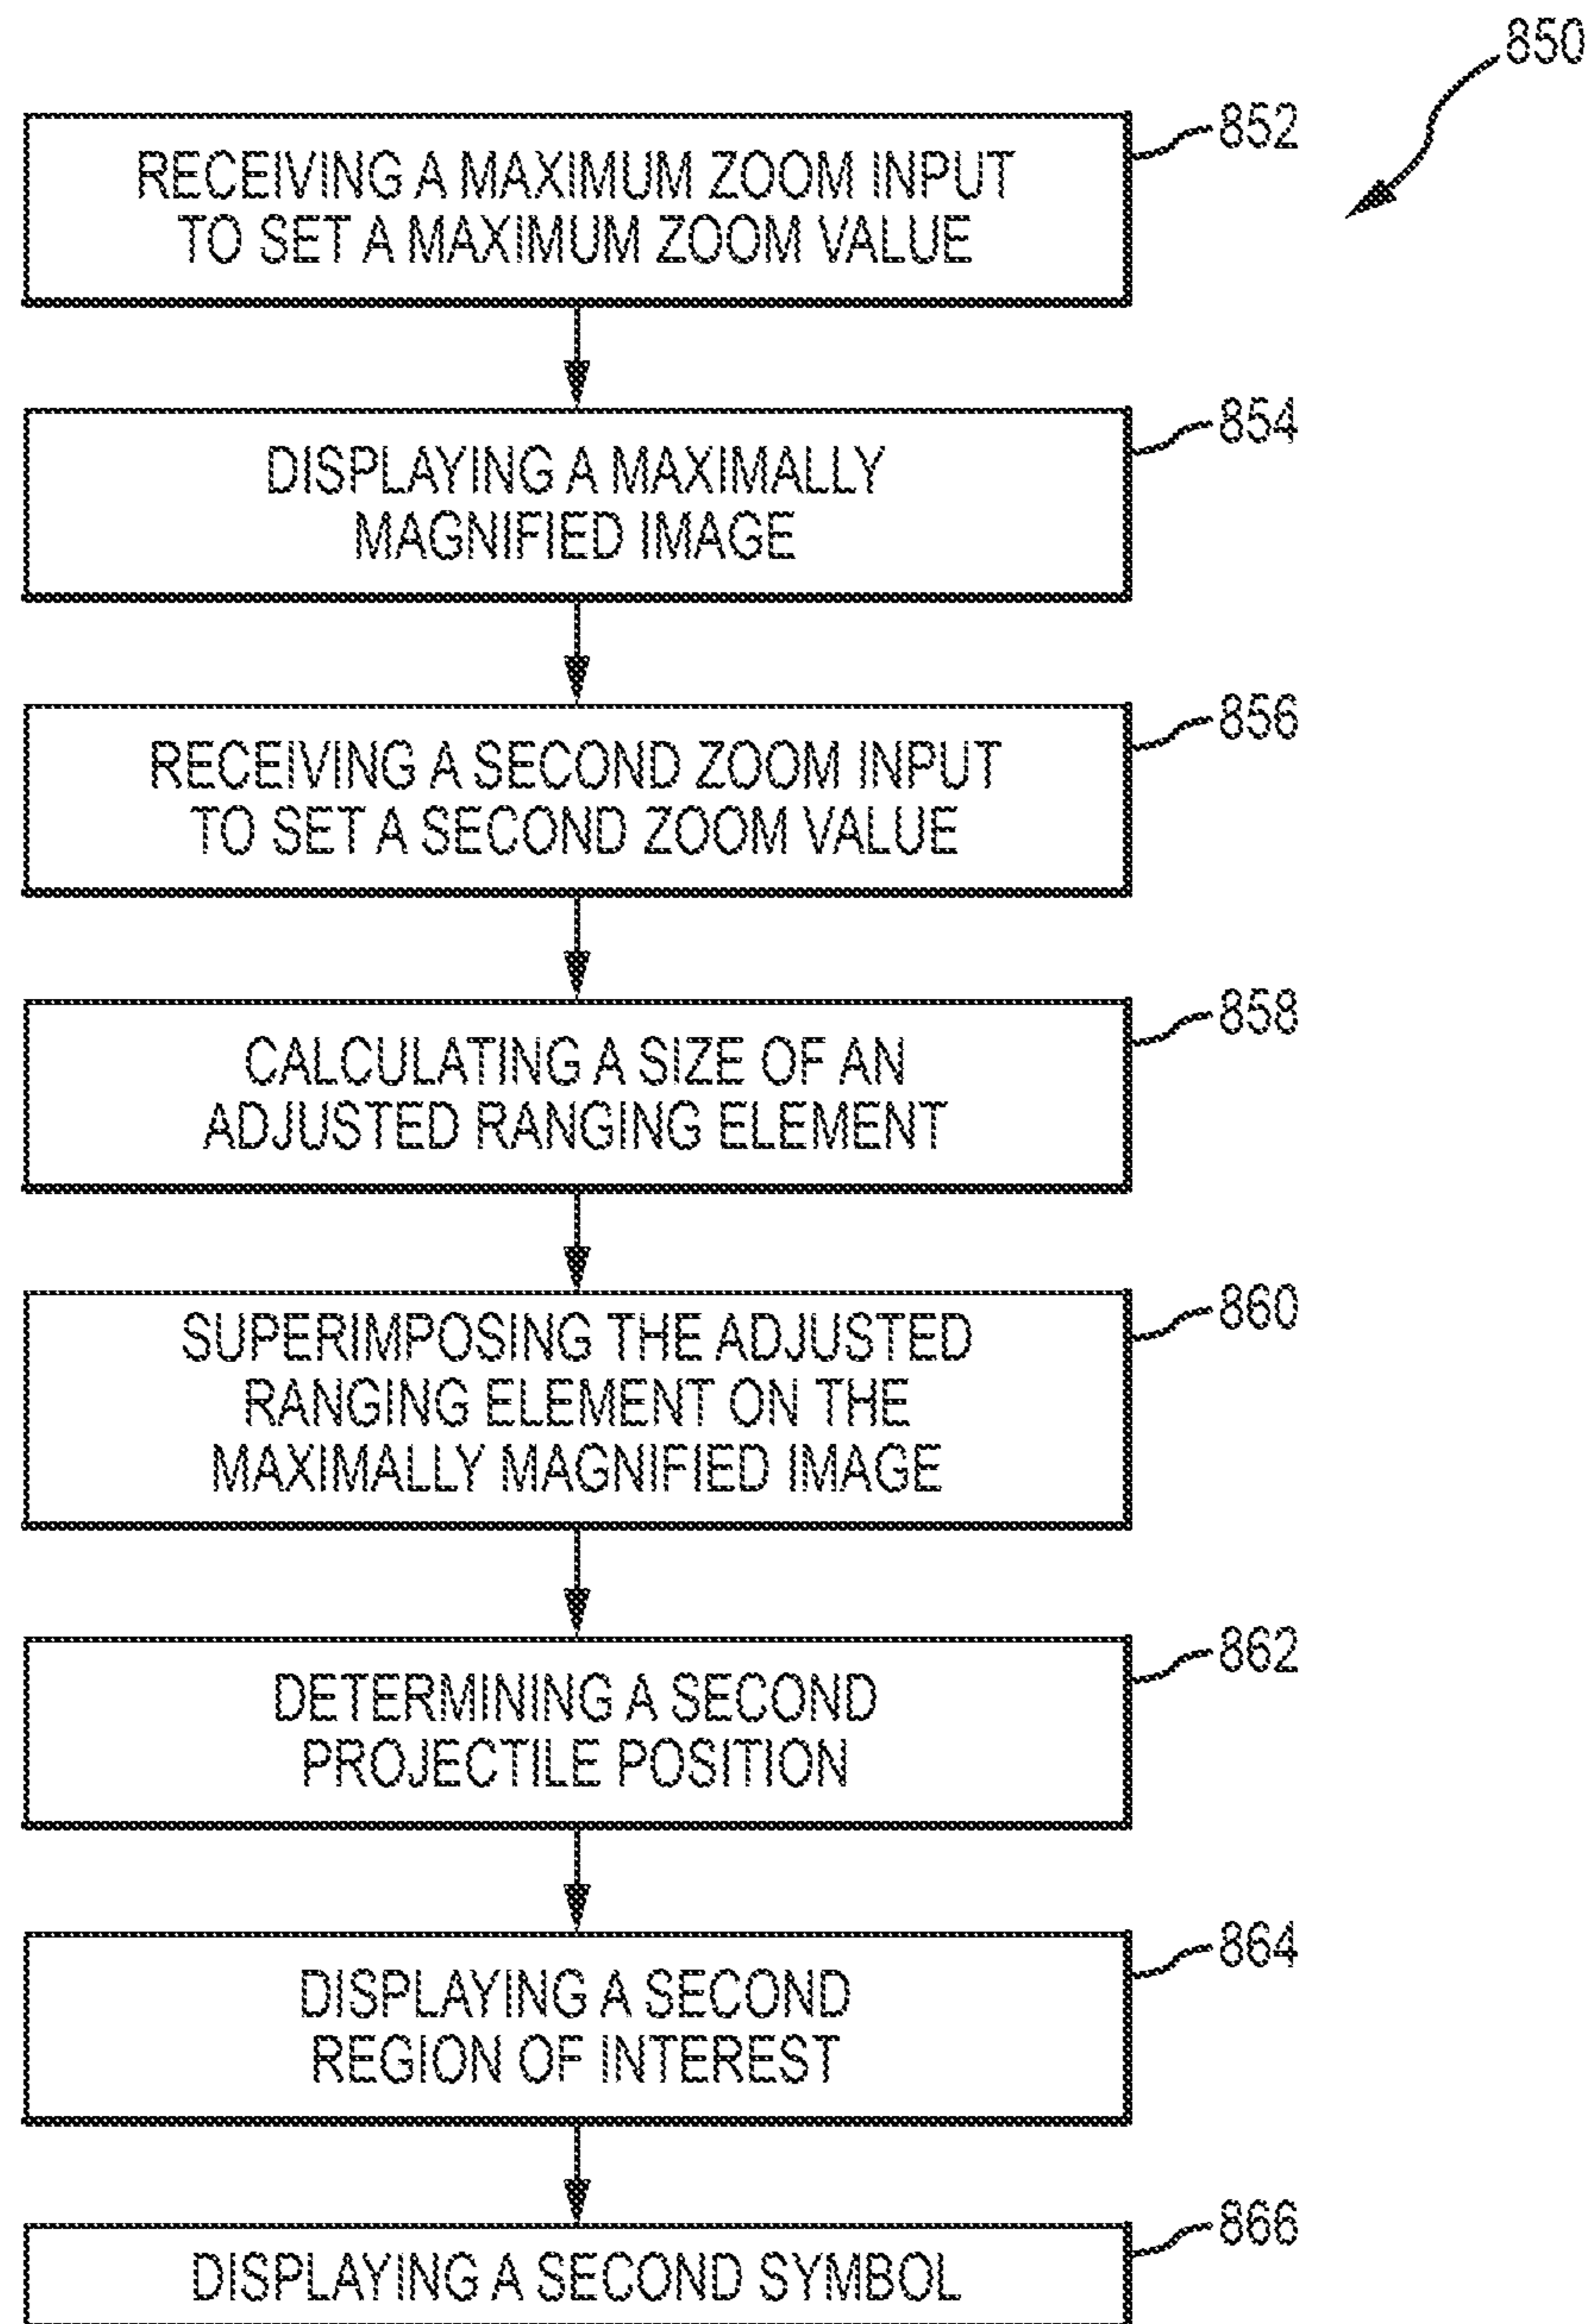 850
852
RECEIVING A MAXIMUM ZOOM INPUT
TO SET A MAXIMUM ZOOM VALUE
854
DISPLAYING A MAXIMALLY
MAGNIFIED IMAGE
856
RECEIVING A SECOND ZOOM INPUT
TO SET A SECOND ZOOM VALUE
858
CALCULATING A SIZE OF AN
ADJUSTED RANGING ELEMENT
860
SUPERIMPOSING THE ADJUSTED
RANGING ELEMENT ON THE
MAXIMALLY MAGNIFIED IMAGE
862
DETERMINING A SECOND
PROJECTILE POSITION
864
DISPLAYING A SECOND
REGION OF INTEREST
866
DISPLAYING A SECOND SYMBOL